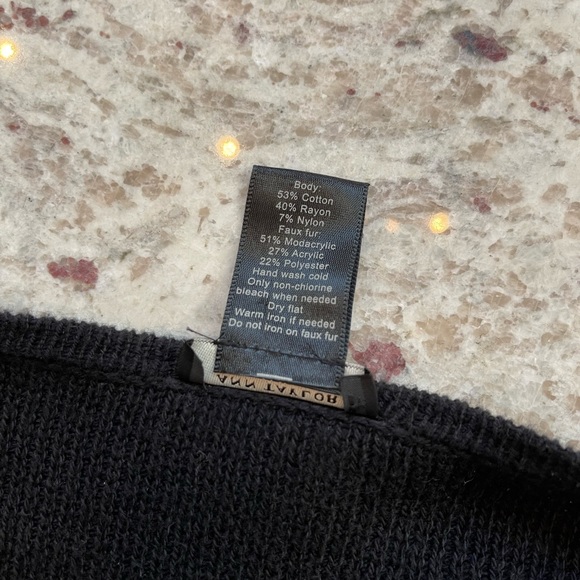 Body:
53% Cotton
40% Rayon
7% Nylon
Faux fur:
51% Modacrylic
27% Acrylic
22% Polyester
Hand wash cold
Only non-chlorine
bleach when needed
Dry flat
Warm iron if needed
Do not iron on faux fur
ANN TAYLOR